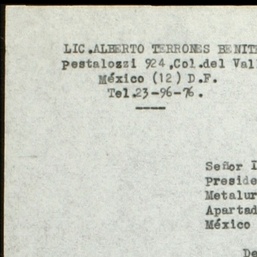 LIC.ALBERTO TERRONES BENIT
Pestalozzi 924,Col.del Val
México (12) D.F.
Tel.23-96-76.
Señor I
Preside
Metalur
Apartad
México
De